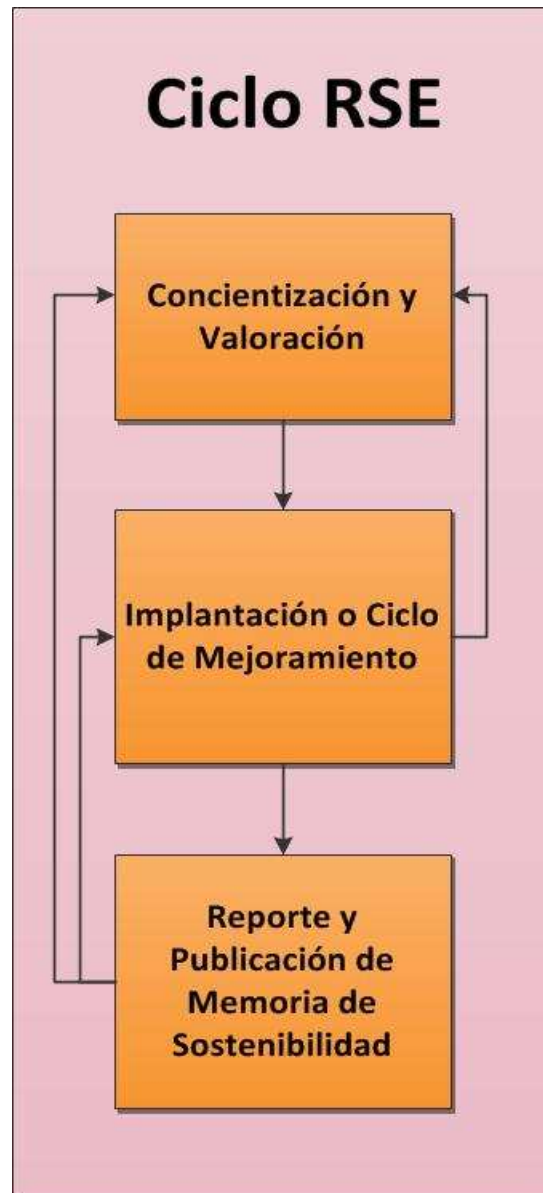 Ciclo RSE
Concientización y
Valoración
Implantación o Ciclo
de Mejoramiento
Reporte y
Publicación de
Memoria de
Sostenibilidad